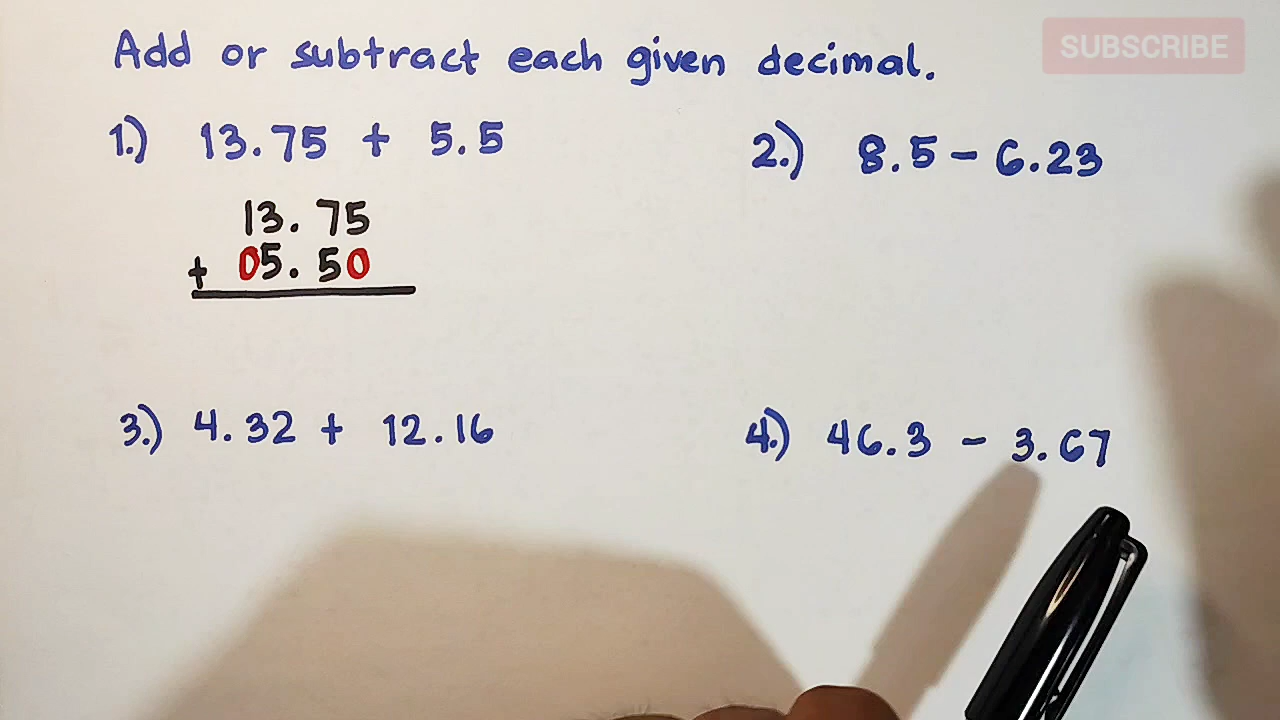 Add or subtract each given decimal.
SUBSCRIBE
1.) 13.75 + 5.5
2.) 8.5 - 6.23
13.75
+ 05.50
3.) 4.32 + 12.16
4.) 46.3 - 3.67